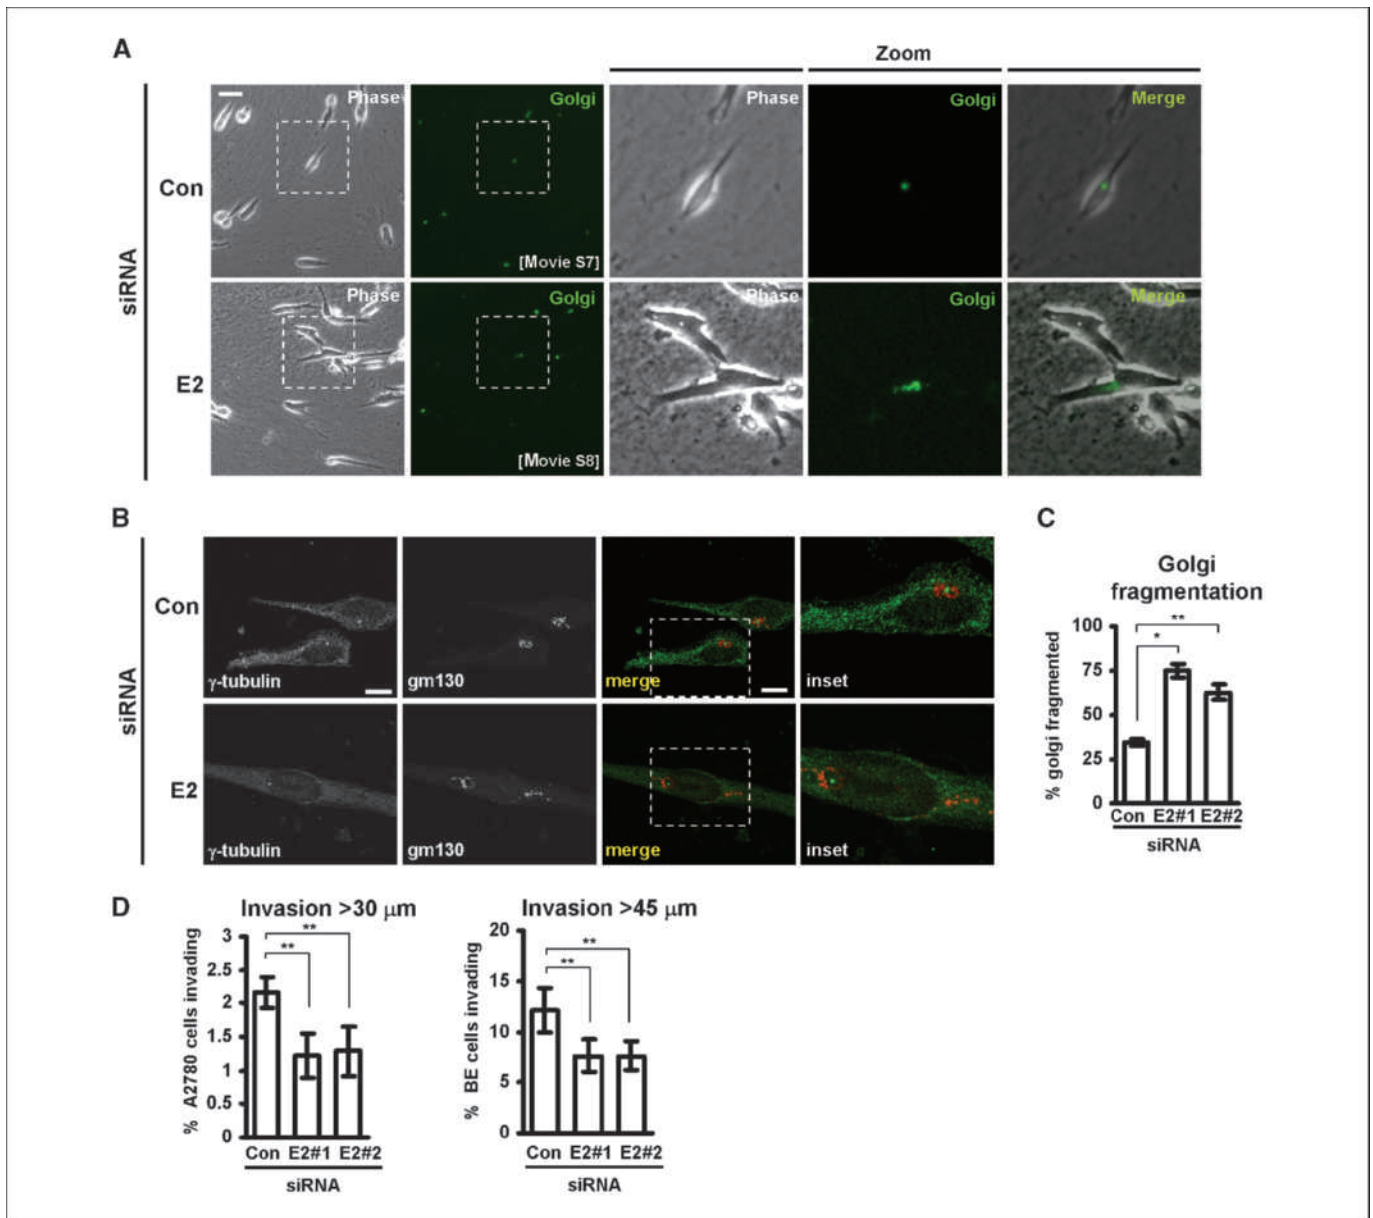 A
Zoom
siRNA
Con
Phase
Golgi
[Movie S7]
Phase
Golgi
Merge
E2
Phase
Golgi
[Movie S8]
Phase
Golgi
Merge
B
siRNA
Con
γ-tubulin
gm130
merge
inset
E2
γ-tubulin
gm130
merge
inset
C
Golgi
fragmentation
% golgi fragmented
100
75
50
25
0
*
**
Con E2#1 E2#2
siRNA
D
Invasion >30 µm
% A2780 cells invading
3
2.5
2
1.5
1
0.5
0
**
**
Con E2#1 E2#2
siRNA
Invasion >45 µm
% BE cells invading
20
15
10
5
0
**
**
Con E2#1 E2#2
siRNA